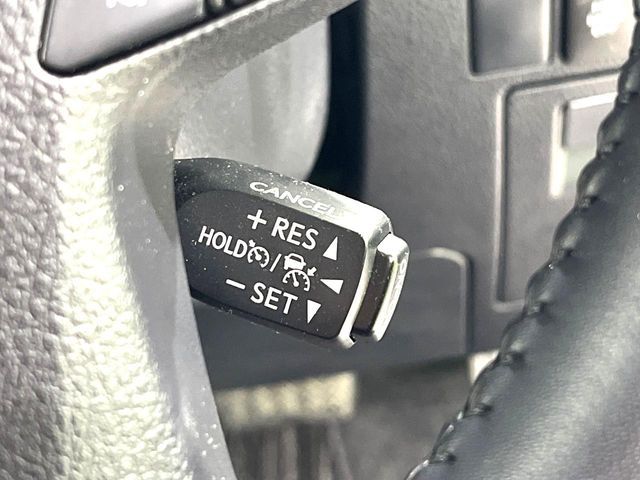 CANCEL
+ RES ▲
HOLD / ◀
− SET ▼